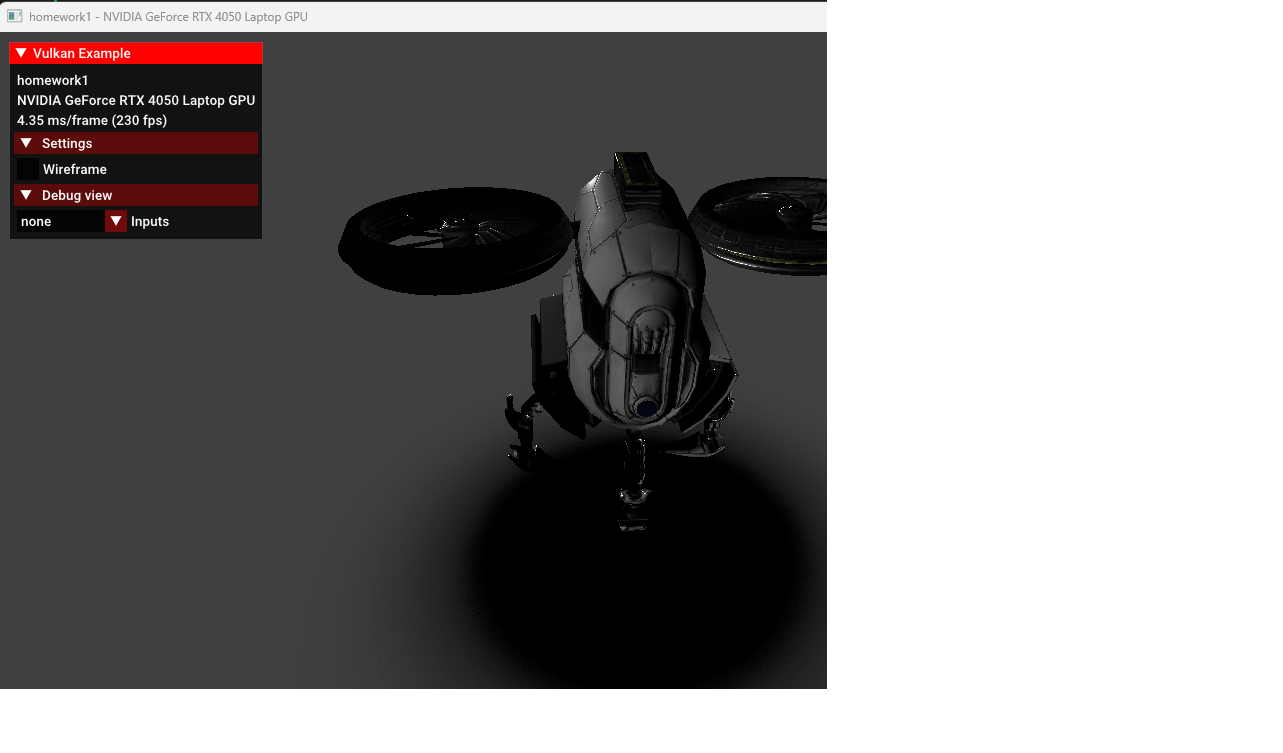 homework1 - NVIDIA GeForce RTX 4050 Laptop GPU
Vulkan Example
homework1
NVIDIA GeForce RTX 4050 Laptop GPU
4.35 ms/frame (230 fps)
Settings
Wireframe
Debug view
none Inputs